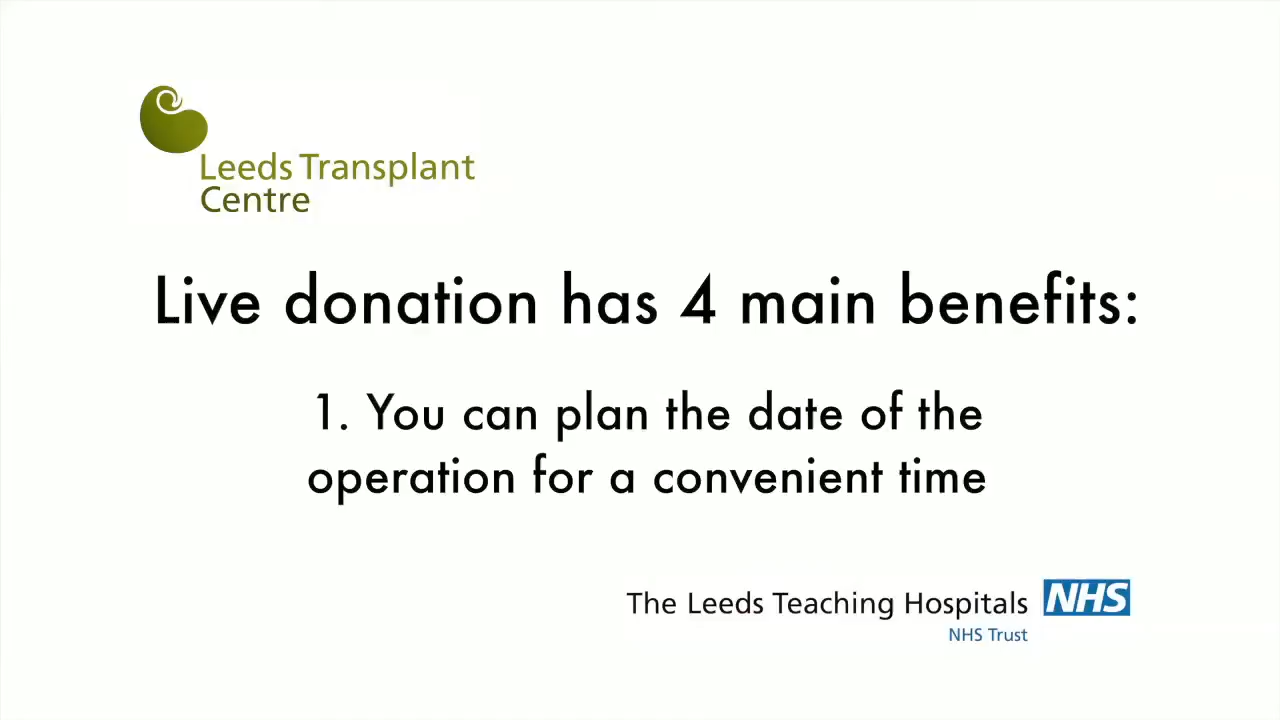 Leeds Transplant
Centre
Live donation has 4 main benefits:
1. You can plan the date of the
operation for a convenient time
The Leeds Teaching Hospitals NHS
NHS Trust